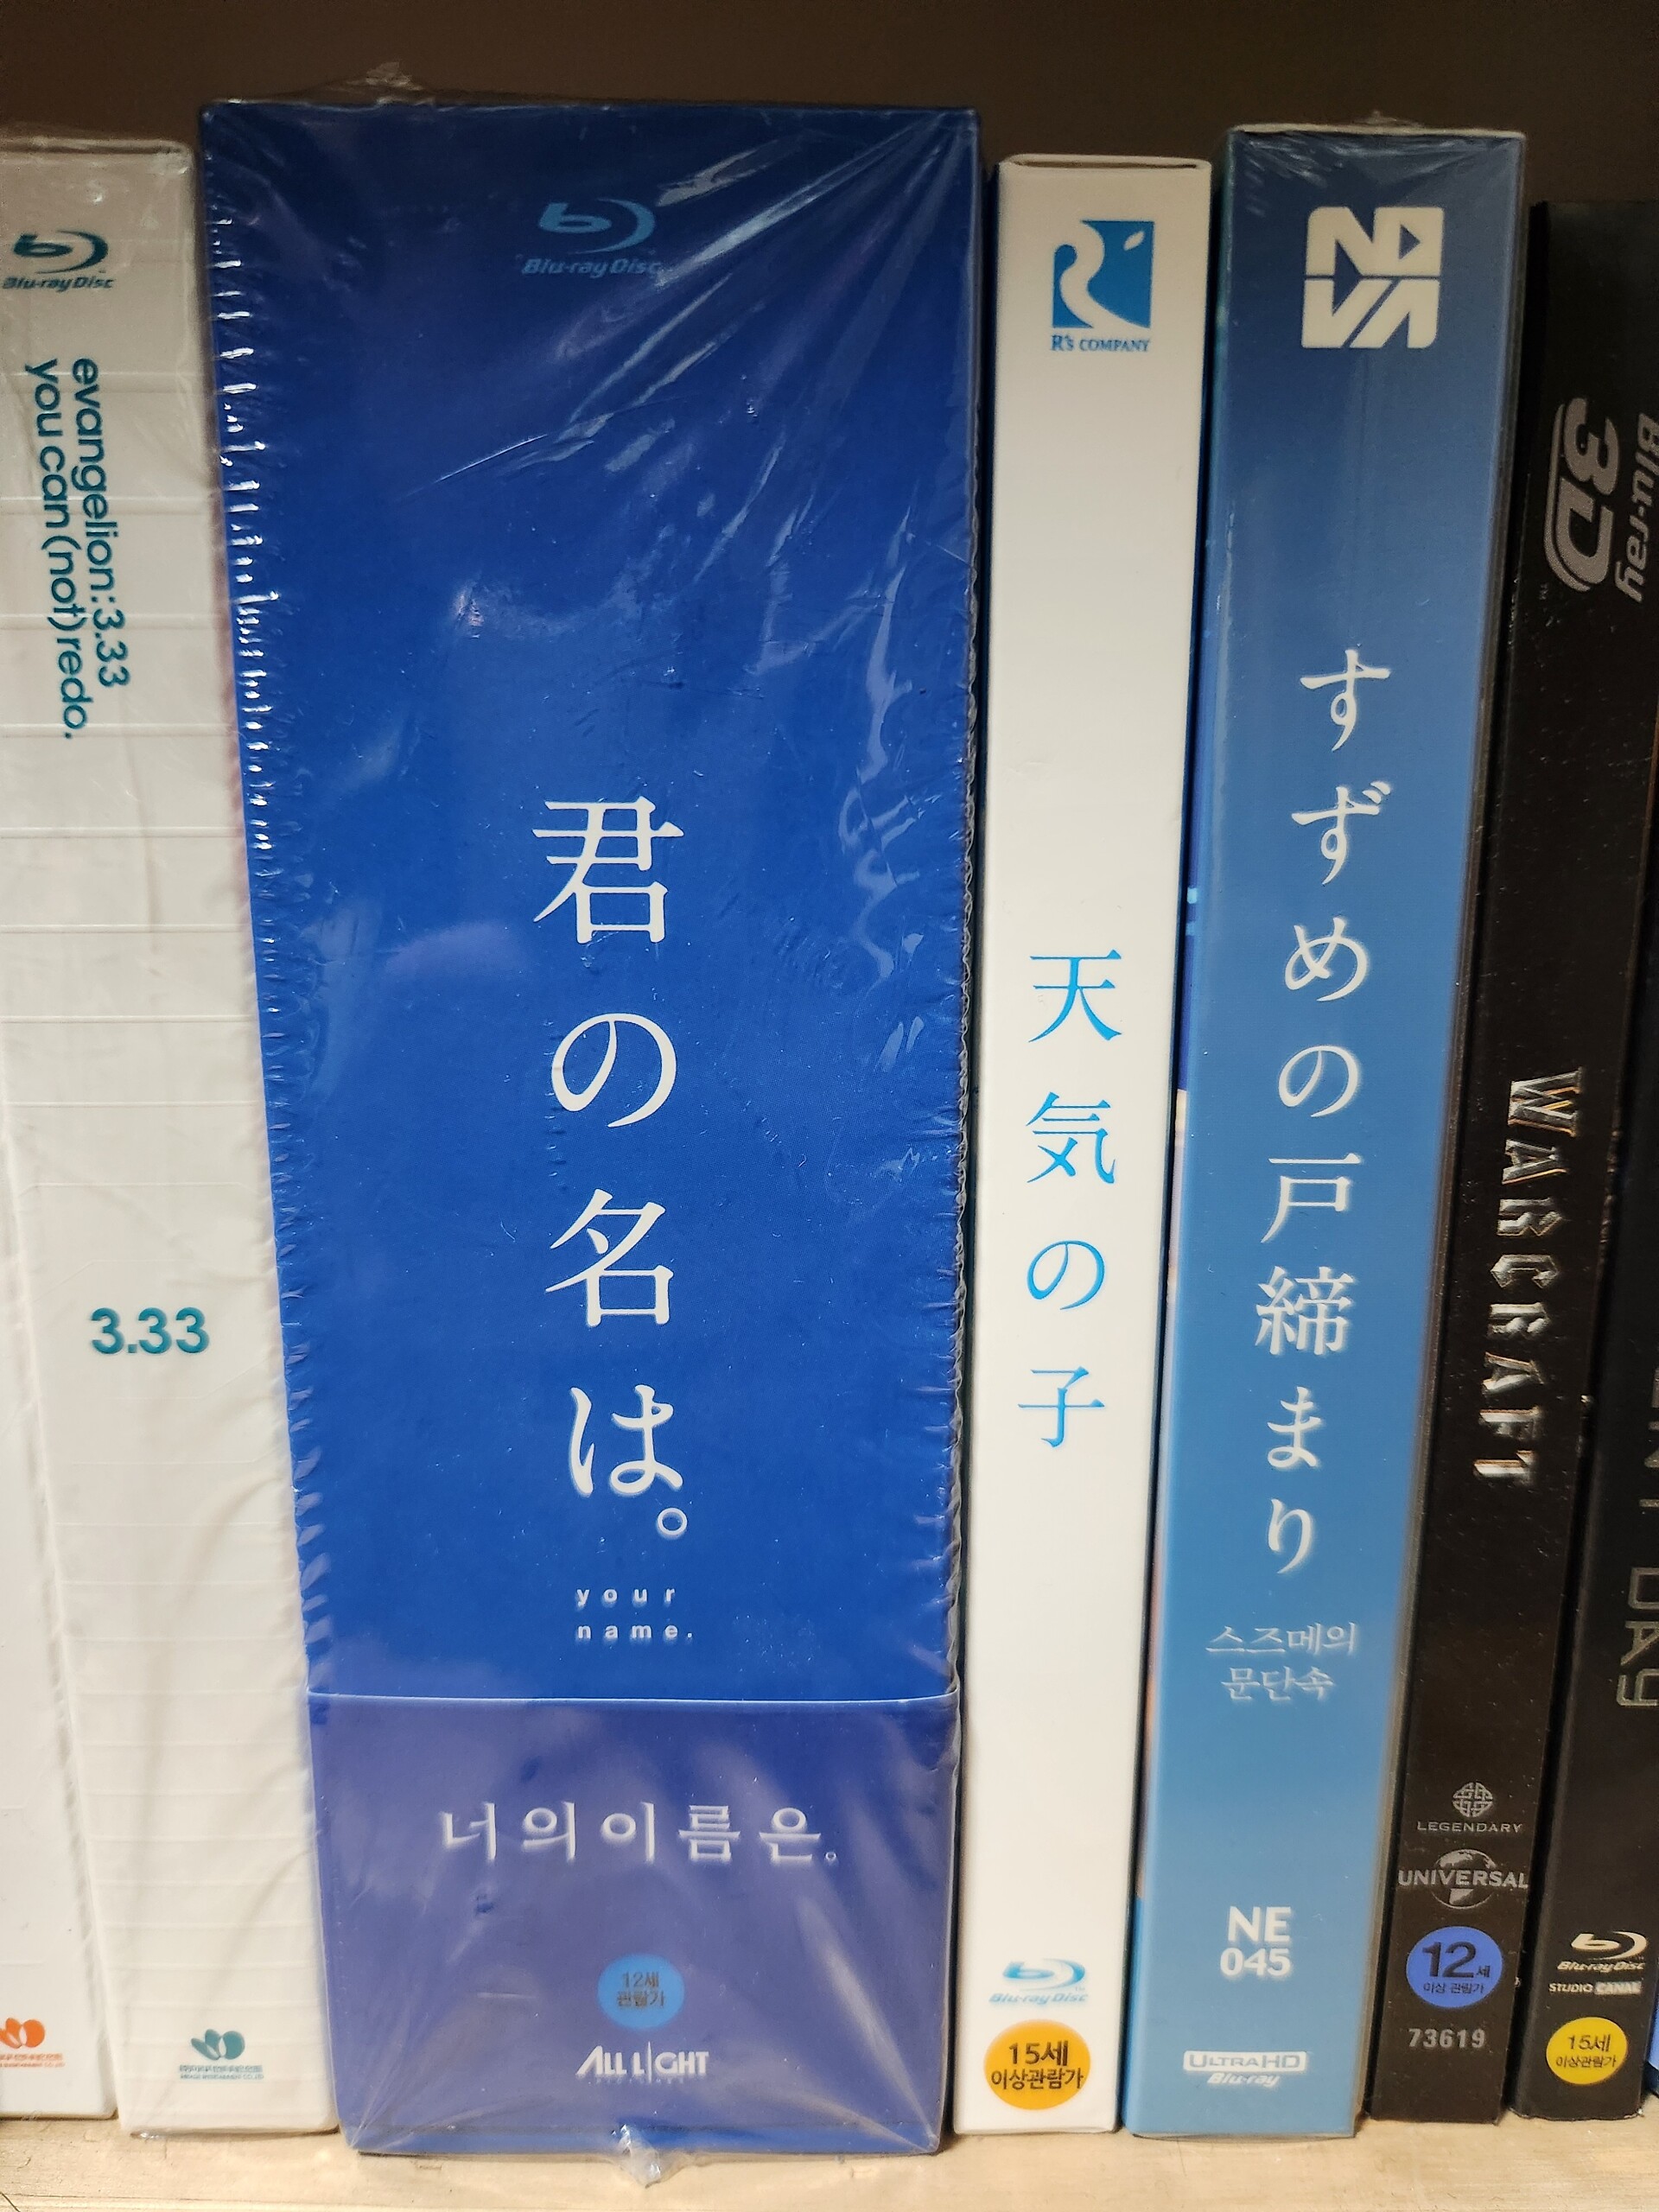 Blu-ray Disc
evangelion:3.33
you can (not) redo.
3.33
Blu-ray Disc
君の名は。
your
name.
너의 이름은。
12세
관람가
ALL LIGHT
R's COMPANY
天気の子
Blu-ray Disc
15세
이상관람가
NOVA
すずめの戸締まり
스즈메의
문단속
NE
045
ULTRA HD
Blu-ray
Blu-ray
3D
WARCRAFT
LEGENDARY
UNIVERSAL
12세
이상 관람가
73619
DAY
Blu-ray Disc
STUDIO CANAL
15세
이상관람가